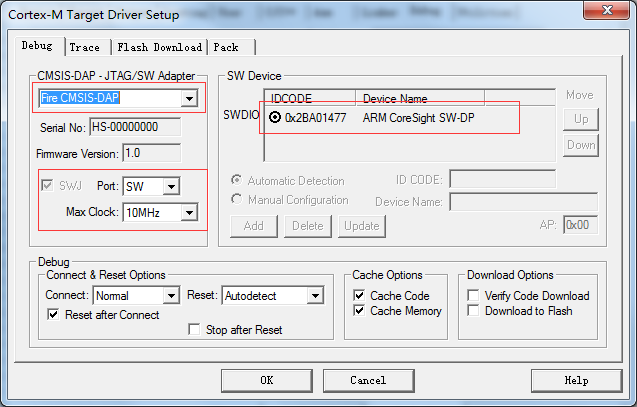 Cortex-M Target Driver Setup
Debug Trace Flash Download Pack
CMSIS-DAP - JTAG/SW Adapter
Fire CMSIS-DAP
Serial No: HS-00000000
Firmware Version: 1.0
SWJ Port: SW
Max Clock: 10MHz
SW Device
IDCODE Device Name Move
SWDIO 0x2BA01477 ARM CoreSight SW-DP Up
Down
Automatic Detection ID CODE:
Manual Configuration Device Name:
Add Delete Update AP: 0x00
Debug
Connect & Reset Options
Connect: Normal Reset: Autodetect
Reset after Connect
Stop after Reset
Cache Options
Cache Code
Cache Memory
Download Options
Verify Code Download
Download to Flash
OK Cancel Help